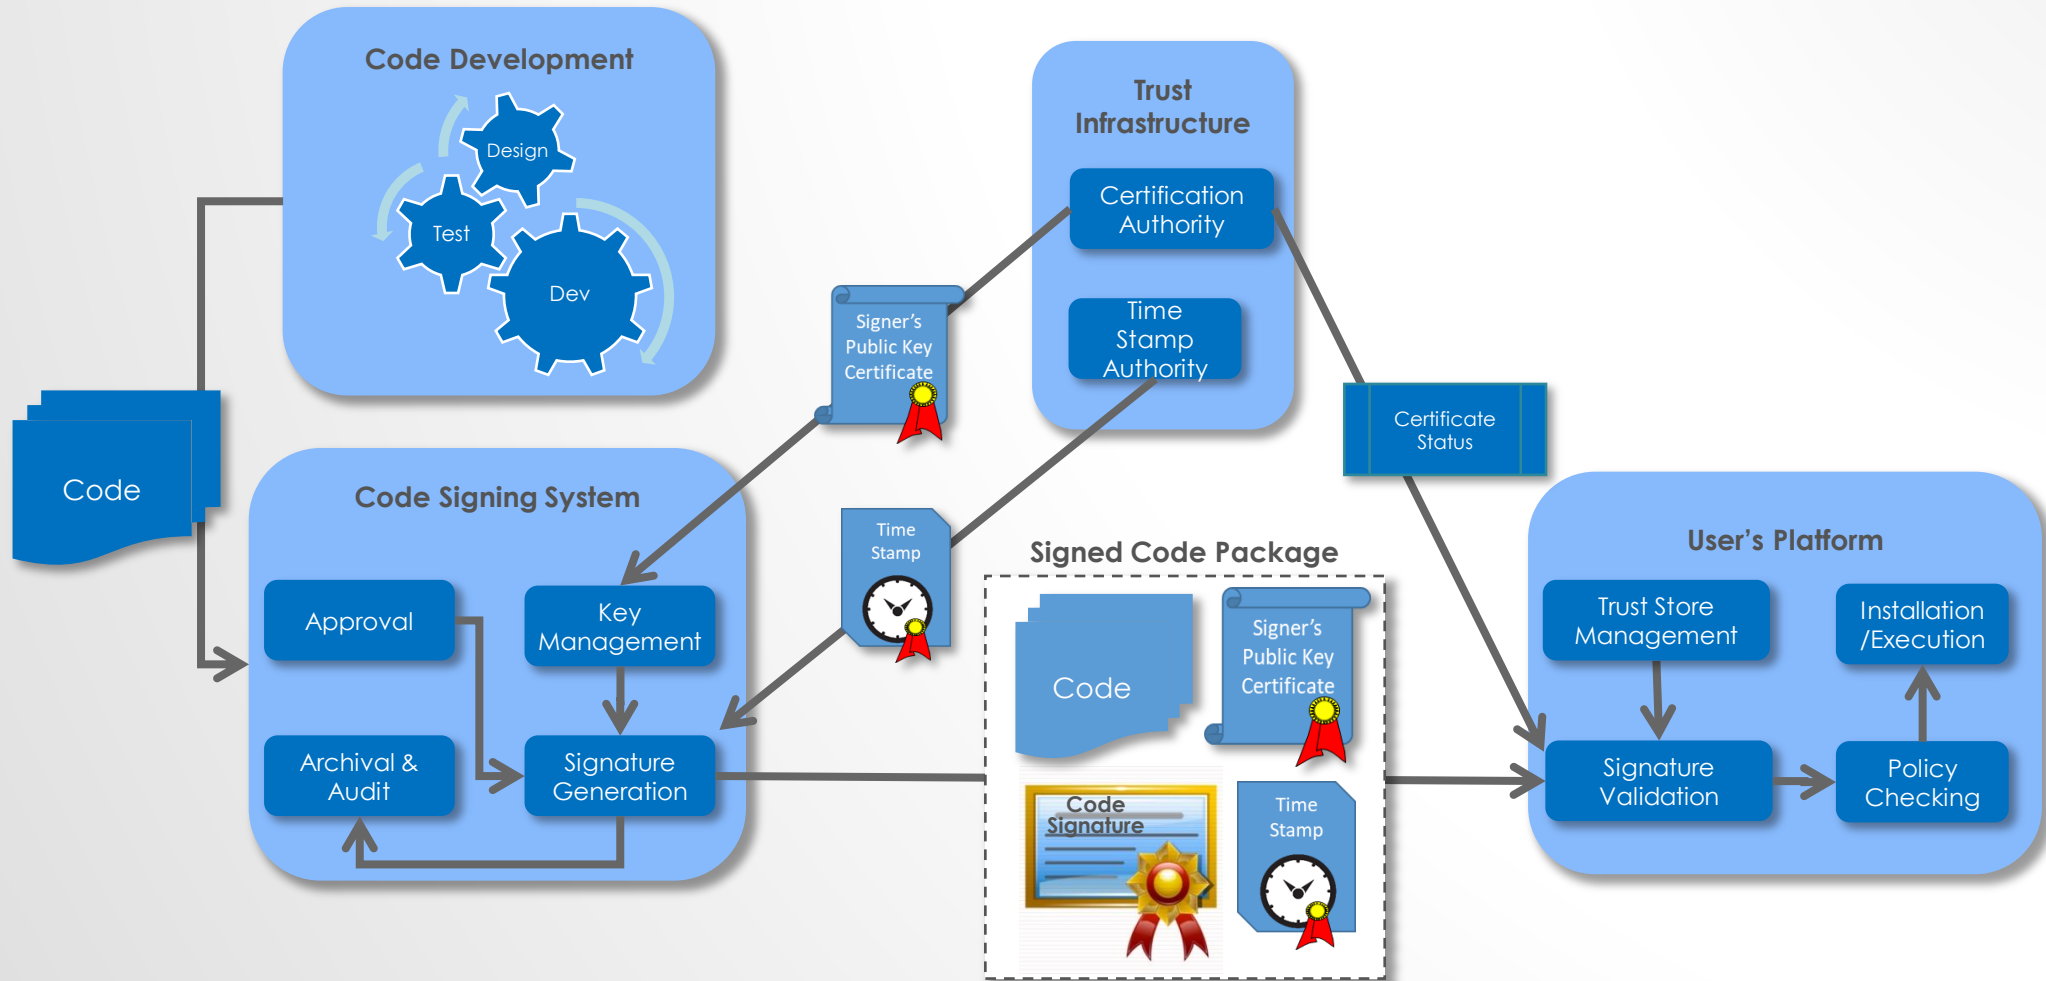 Code Development
Design
Test
Dev
Code
Trust
Infrastructure
Certification
Authority
Time
Stamp
Authority
Signer’s
Public Key
Certificate
Time
Stamp
Certificate
Status
Code Signing System
Approval
Key
Management
Archival &
Audit
Signature
Generation
Signed Code Package
Code
Signer’s
Public Key
Certificate
Code
Signature
Time
Stamp
User’s Platform
Trust Store
Management
Installation
/Execution
Signature
Validation
Policy
Checking